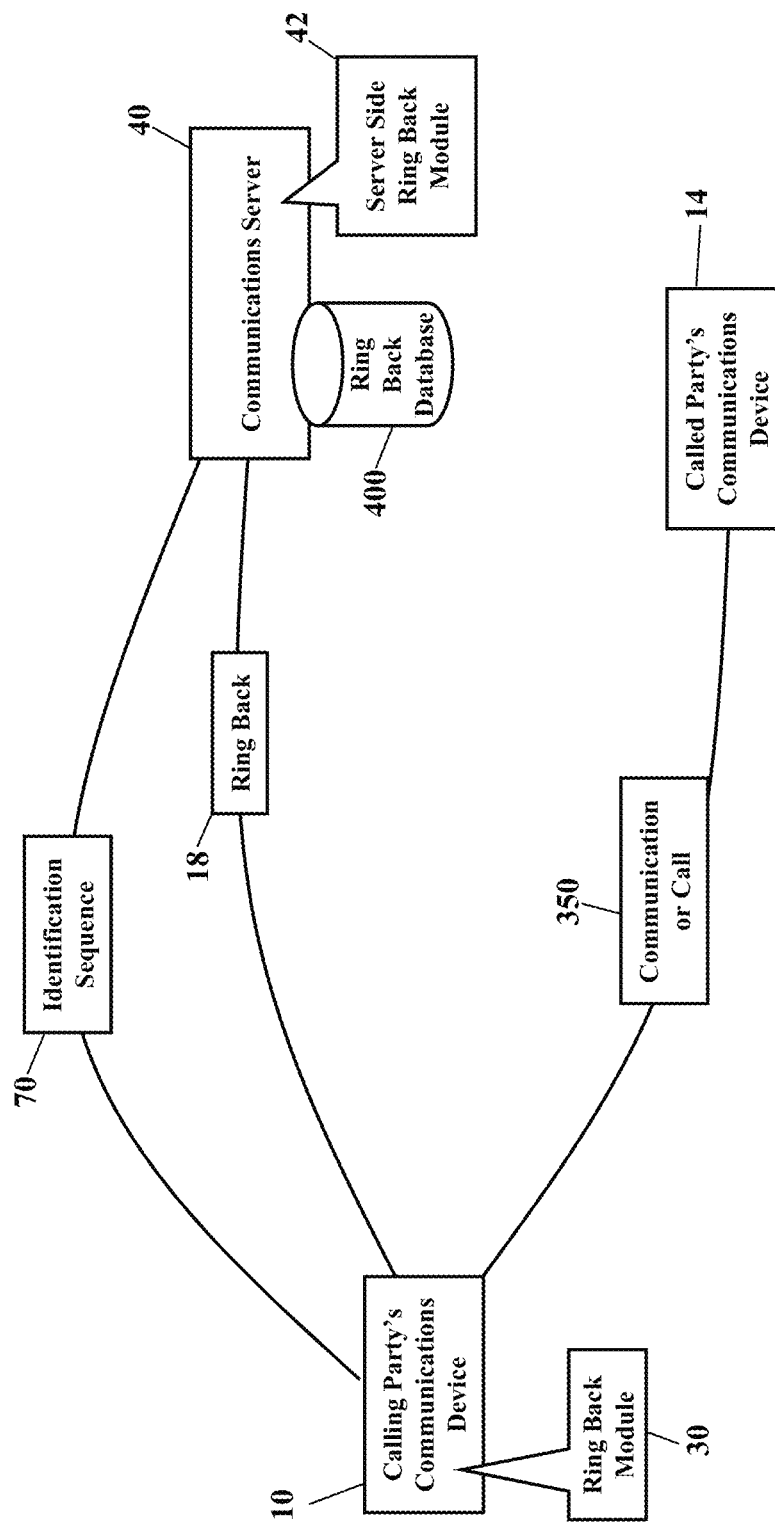 70
Identification
Sequence
40
Communications Server
42
Server Side
Ring Back
Module
18
Ring Back
400
Ring
Back
Database
10
Calling Party’s
Communications
Device
30
Ring Back
Module
350
Communication
or Call
14
Called Party’s
Communications
Device